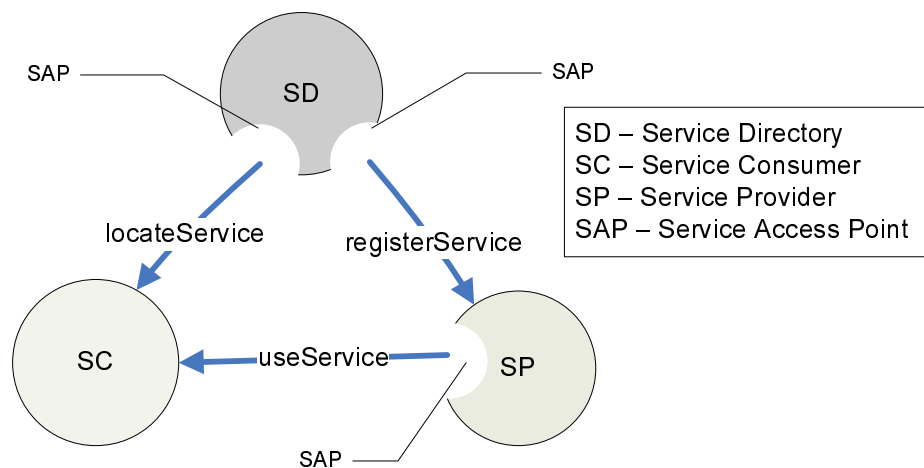 SAP
SD
SAP
SD – Service Directory
SC – Service Consumer
SP – Service Provider
SAP – Service Access Point
locateService
registerService
SC
useService
SP
SAP